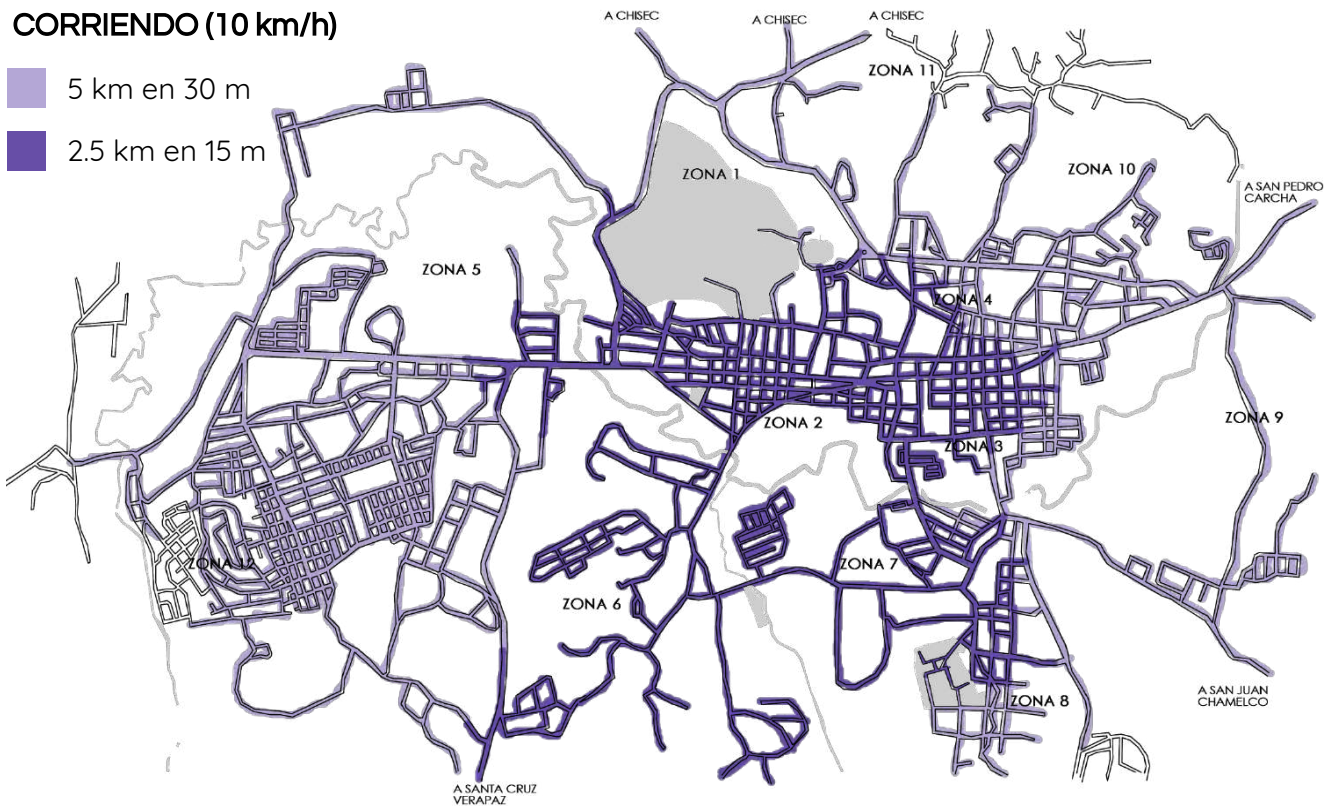 CORRIENDO (10 km/h)
5 km en 30 m
2.5 km en 15 m
A CHISEC
A CHISEC
A CHISEC
ZONA 11
ZONA 1
ZONA 10
A SAN PEDRO
CARCHA
ZONA 5
ZONA 4
ZONA 9
ZONA 2
ZONA 3
ZONA 12
ZONA 7
ZONA 6
ZONA 8
A SAN JUAN
CHAMELCO
A SANTA CRUZ
VERAPAZ